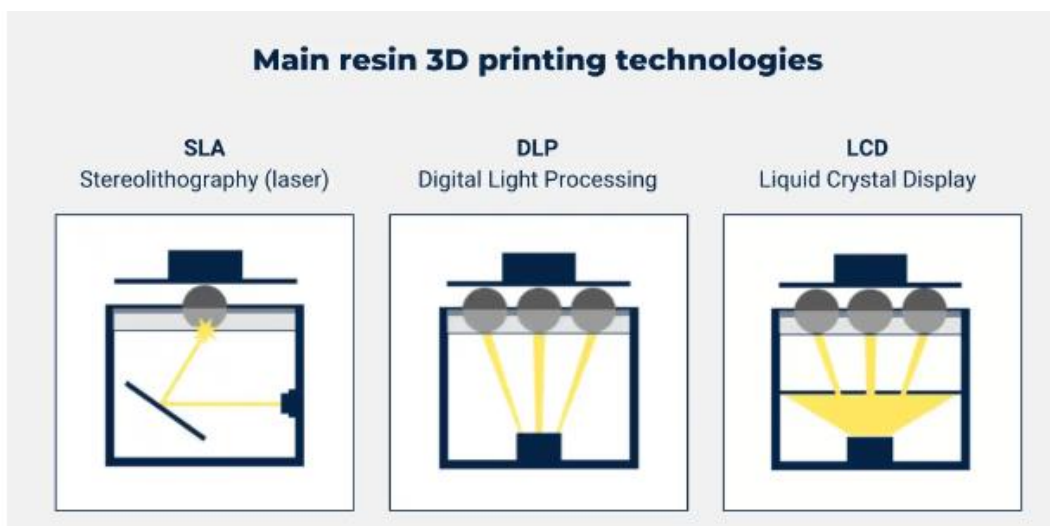 Main resin 3D printing technologies
SLA
Stereolithography (laser)
DLP
Digital Light Processing
LCD
Liquid Crystal Display